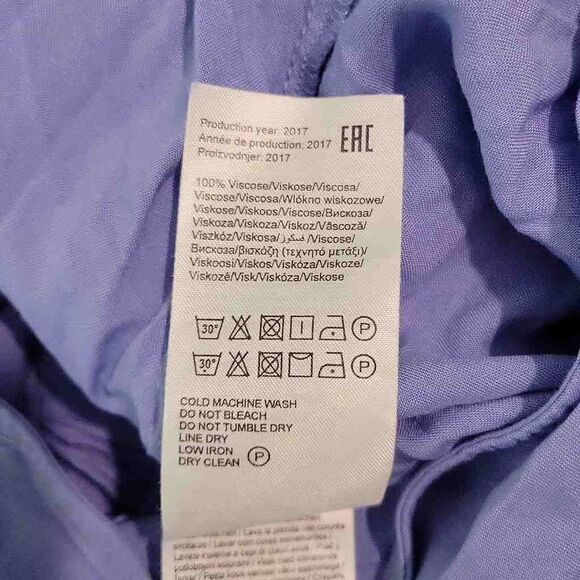 Production year: 2017
Année de production: 2017
Proizvodnjer: 2017
EAC
100% Viscose/Viskose/Viscosa/
Viscose/Viscosa/Włókno wiskozowe/
Viskose/Viskoos/Viscose/Вискоза/
Viskoza/Viskoza/Viskoz/Vâscoză/
Viszkóz/Viskosa/فسكوز/Viscose/
Вискоза/βισκόζη (τεχνητό μετάξι)/
Viskoosi/Viskos/Viskóza/Viskoze/
Viskozė/Visk/Viskóza/Viskose
30° P
30° P
COLD MACHINE WASH
DO NOT BLEACH
DO NOT TUMBLE DRY
LINE DRY
LOW IRON
DRY CLEAN P